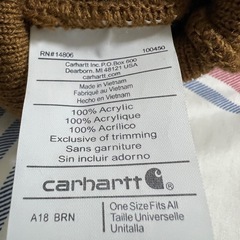 RN#14806 100450
Carhartt Inc. P.O. Box 600
Dearborn, MI 48121 USA
carhartt.com
Made in Vietnam
Fabriqué au Vietnam
Hecho en Vietnam
100% Acrylic
100% Acrylique
100% Acrílico
Exclusive of trimming
Sans garniture
Sin incluir adorno
carhartt
A18 BRN
One Size Fits All
Taille Universelle
Unitalla